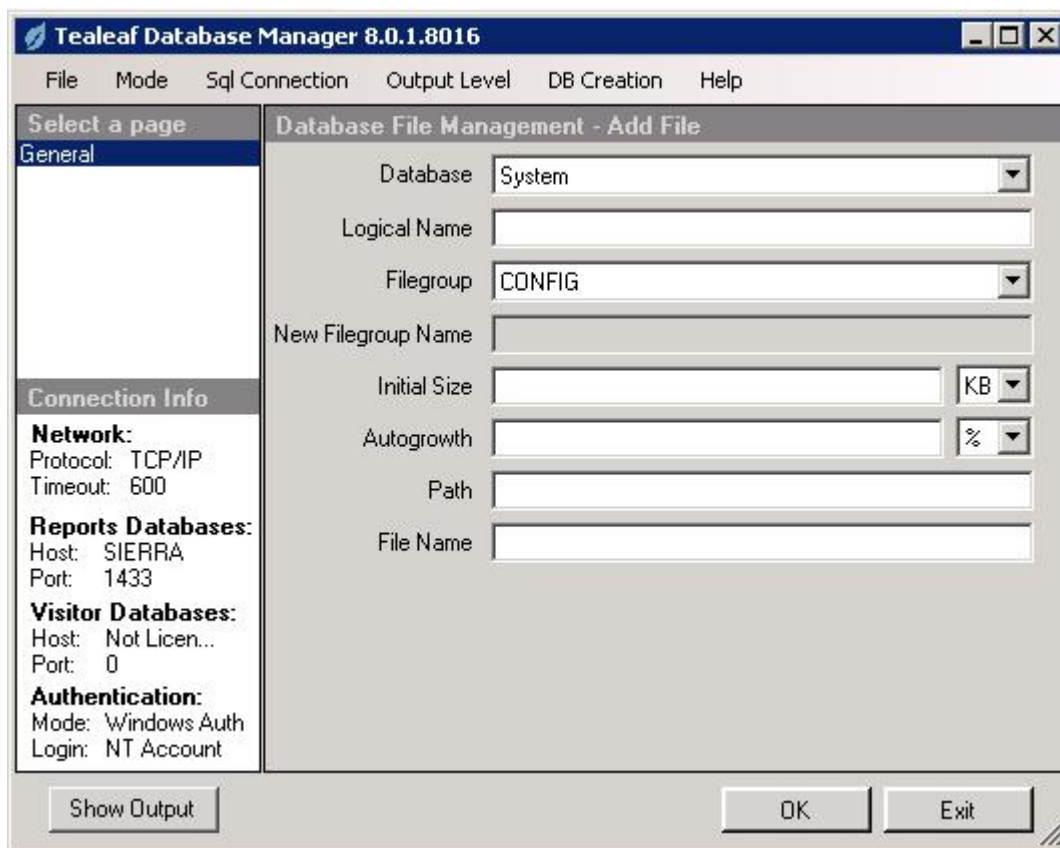 Tealeaf Database Manager 8.0.1.8016
File Mode Sql Connection Output Level DB Creation Help
Select a page
General
Database File Management - Add File
Database System
Logical Name
Filegroup CONFIG
New Filegroup Name
Initial Size KB
Autogrowth %
Path
File Name
Connection Info
Network:
Protocol: TCP/IP
Timeout: 600
Reports Databases:
Host: SIERRA
Port: 1433
Visitor Databases:
Host: Not Licen...
Port: 0
Authentication:
Mode: Windows Auth
Login: NT Account
Show Output OK Exit